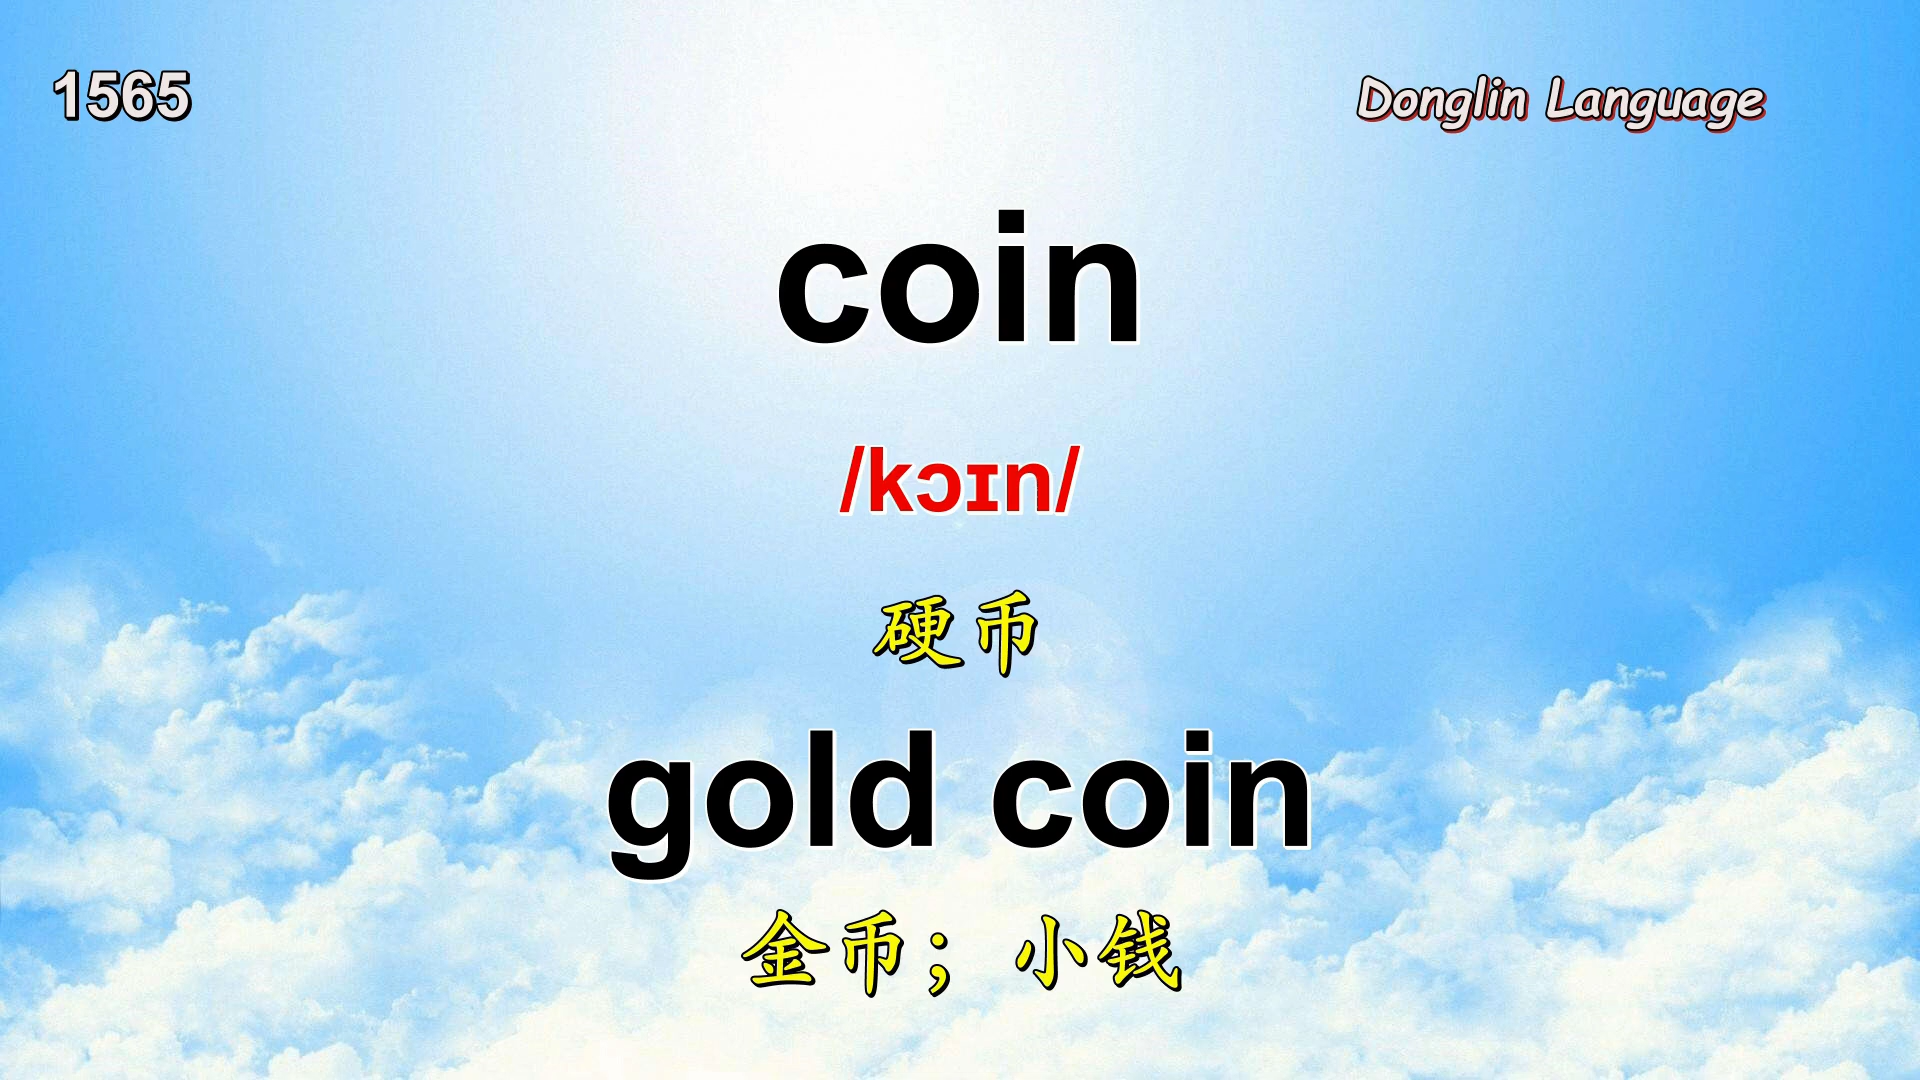 1565
Donglin Language
coin
/kɔɪn/
硬币
gold coin
金币；小钱